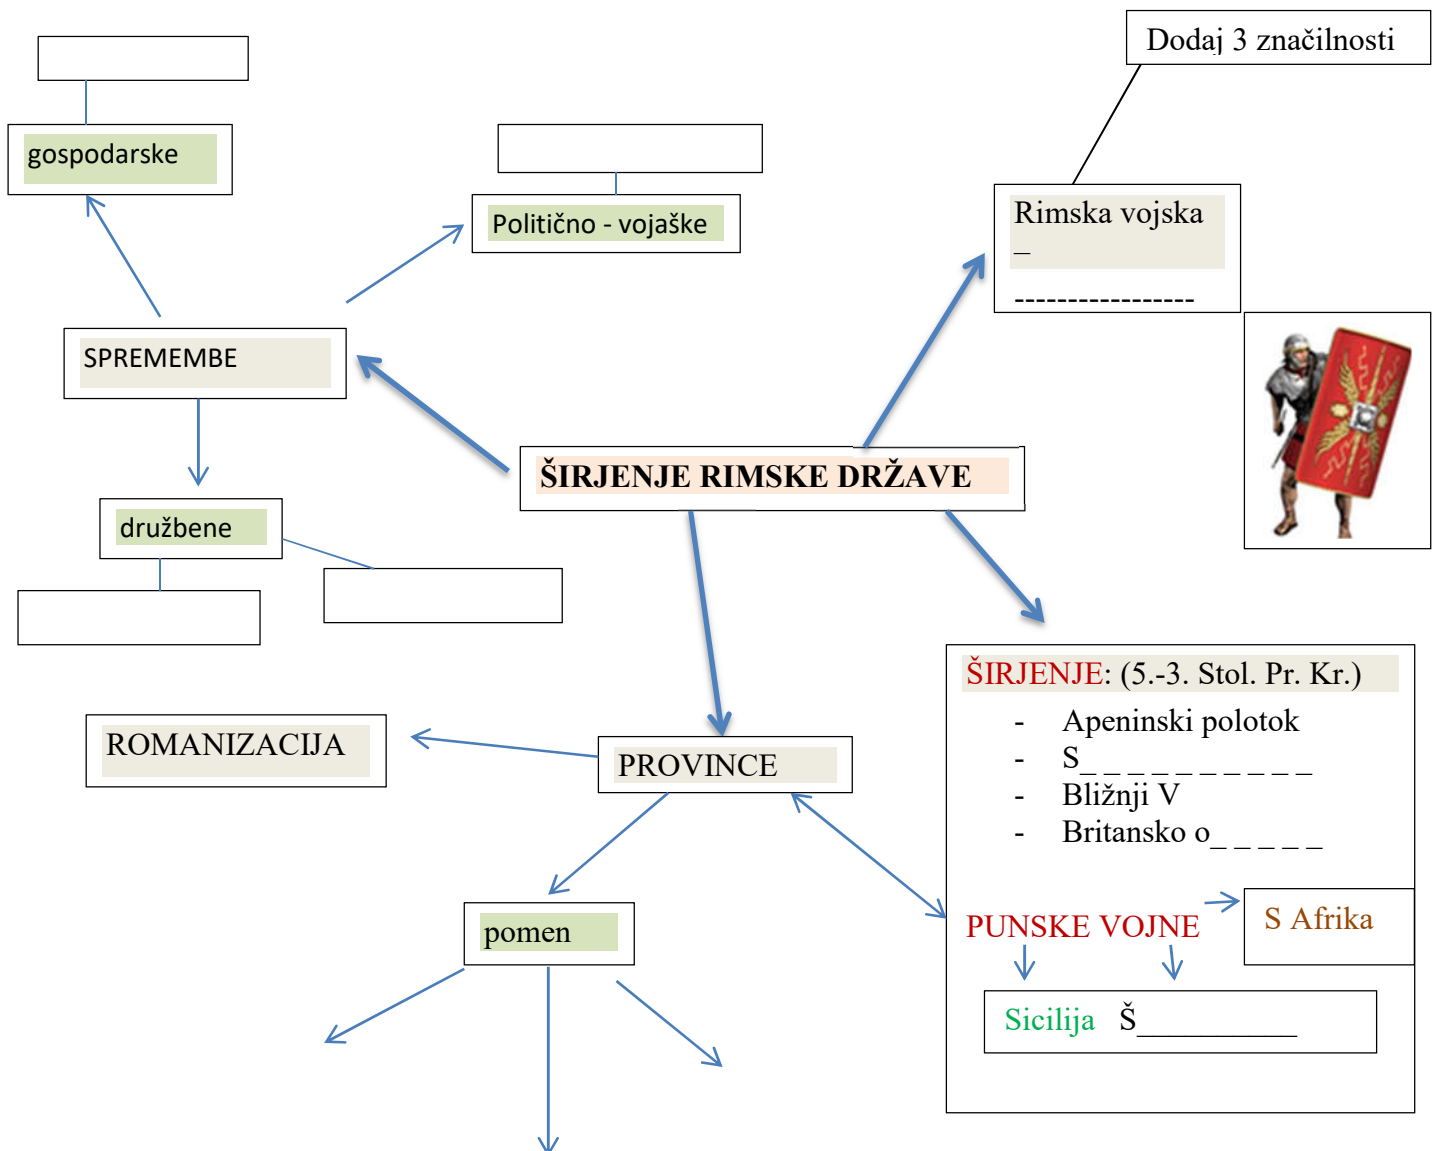 Dodaj 3 značilnosti
gospodarske
Politično - vojaške
Rimska vojska
–
-----------------
SPREMEMBE
ŠIRJENJE RIMSKE DRŽAVE
družbene
ŠIRJENJE: (5.-3. Stol. Pr. Kr.)
- Apeninski polotok
- S_ _ _ _ _ _ _ _ _ _
- Bližnji V
- Britansko o_ _ _ _ _
ROMANIZACIJA
PROVINCE
pomen
PUNSKE VOJNE
S Afrika
Sicilija Š__________